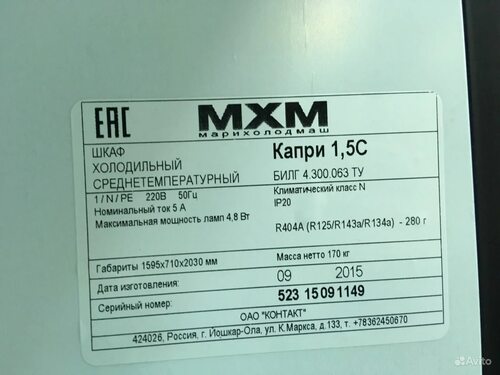 EAC
МХМ
МАРИХОЛОДМАШ
ШКАФ
ХОЛОДИЛЬНЫЙ
СРЕДНЕТЕМПЕРАТУРНЫЙ
Капри 1,5С
БИЛГ 4.300.063 ТУ
1 / N / PE 220В 50Гц
Номинальный ток 5 А
Максимальная мощность ламп 4,8 Вт
Климатический класс N
IP20
R404A (R125/R143a/R134a) - 280 г
Габариты 1595х710х2030 мм
Масса нетто 170 кг
Дата изготовления:
09 2015
Серийный номер:
523 15091149
ОАО "КОНТАКТ"
424026, Россия, г. Йошкар-Ола, ул. К.Маркса, д.133, т. +78362450670
Avito